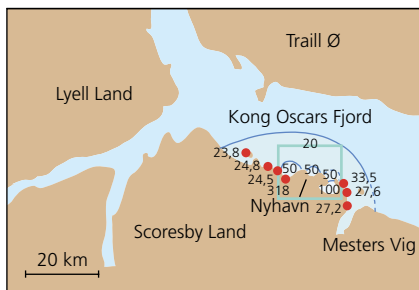 Traill Ø
Lyell Land
Kong Oscars Fjord
20
23,8
24,8
50
50
50
33,5
24,5
100
27,6
318
Nyhavn
27,2
Scoresby Land
Mesters Vig
20 km